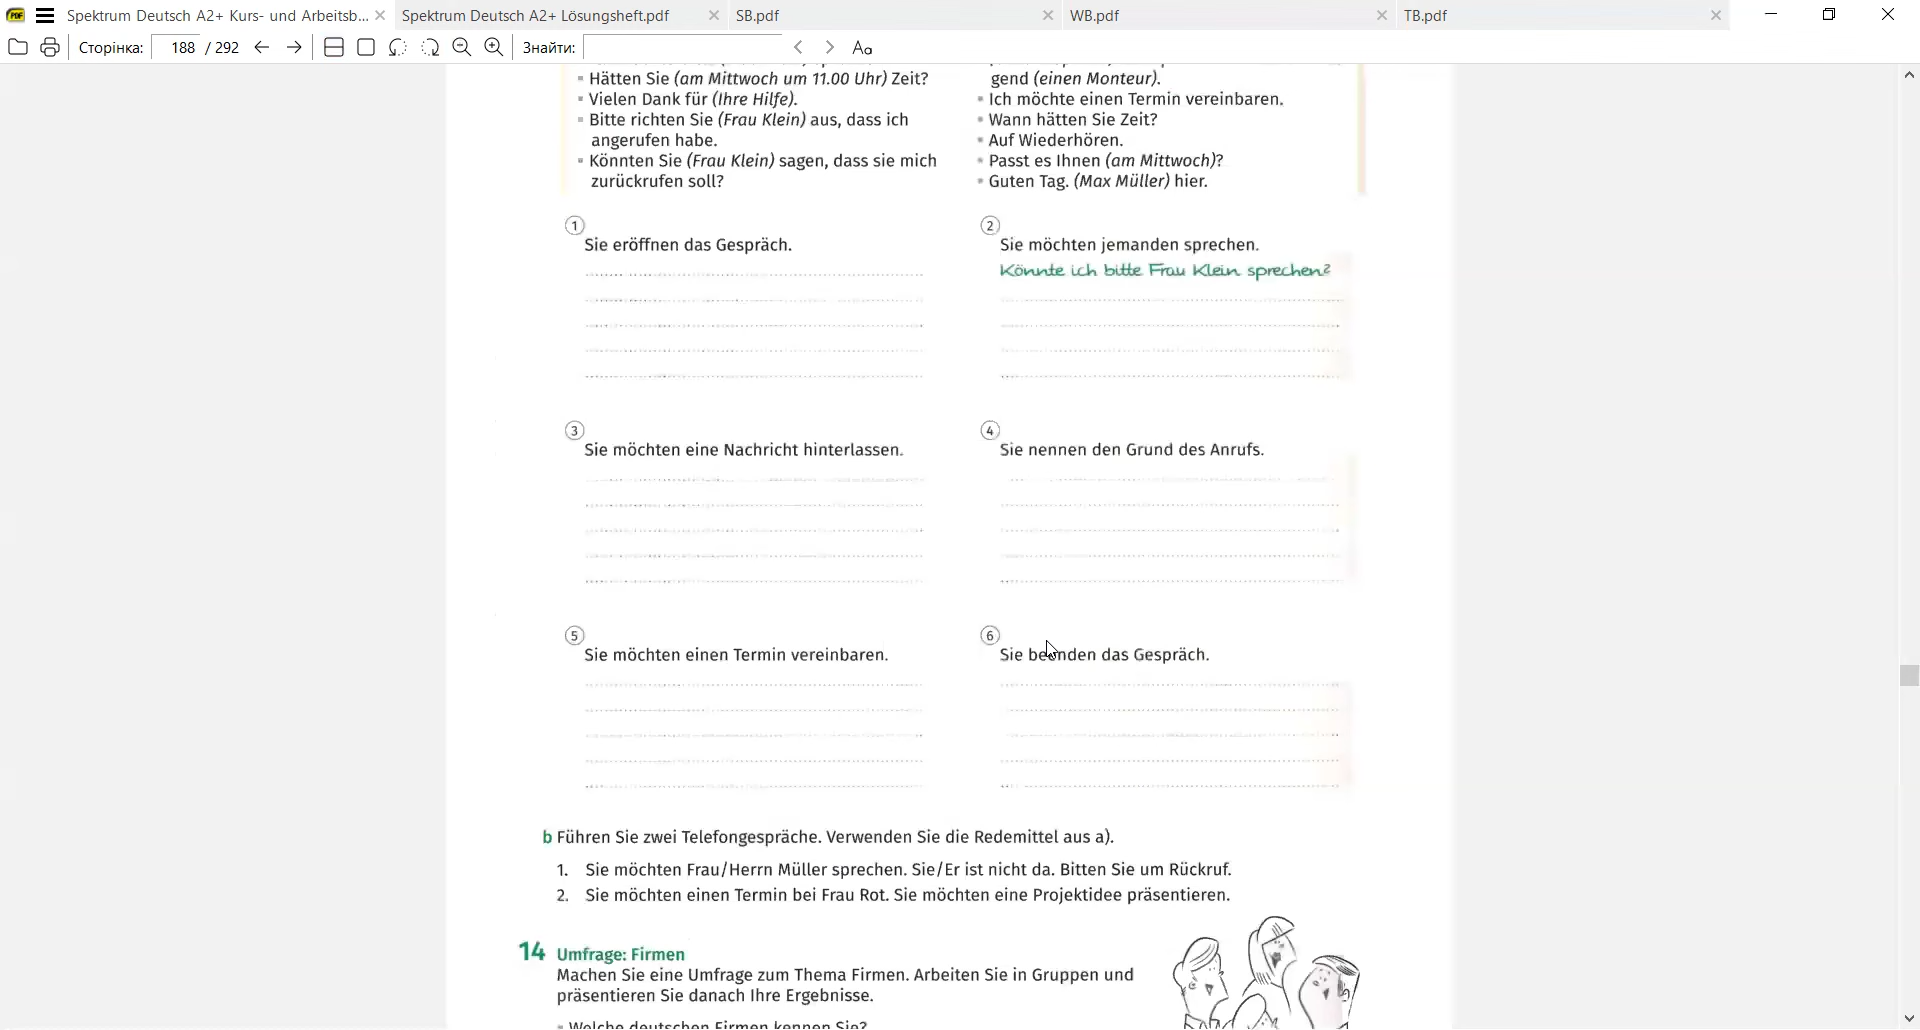 Spektrum Deutsch A2+ Kurs- und Arbeitsb...
Spektrum Deutsch A2+ Lösungsheft.pdf
SB.pdf
WB.pdf
TB.pdf
Сторінка: 188 / 292
Знайти:
Hätten Sie (am Mittwoch um 11.00 Uhr) Zeit?
Vielen Dank für (Ihre Hilfe).
Bitte richten Sie (Frau Klein) aus, dass ich
angerufen habe.
Könnten Sie (Frau Klein) sagen, dass sie mich
zurückrufen soll?
gend (einen Monteur).
Ich möchte einen Termin vereinbaren.
Wann hätten Sie Zeit?
Auf Wiederhören.
Passt es Ihnen (am Mittwoch)?
Guten Tag. (Max Müller) hier.
1
Sie eröffnen das Gespräch.
2
Sie möchten jemanden sprechen.
Könnte ich bitte Frau Klein sprechen?
3
Sie möchten eine Nachricht hinterlassen.
4
Sie nennen den Grund des Anrufs.
5
Sie möchten einen Termin vereinbaren.
6
Sie beenden das Gespräch.
b Führen Sie zwei Telefongespräche. Verwenden Sie die Redemittel aus a).
1. Sie möchten Frau/Herrn Müller sprechen. Sie/Er ist nicht da. Bitten Sie um Rückruf.
2. Sie möchten einen Termin bei Frau Rot. Sie möchten eine Projektidee präsentieren.
14 Umfrage: Firmen
Machen Sie eine Umfrage zum Thema Firmen. Arbeiten Sie in Gruppen und
präsentieren Sie danach Ihre Ergebnisse.
Welche deutschen Firmen kennen Sie?